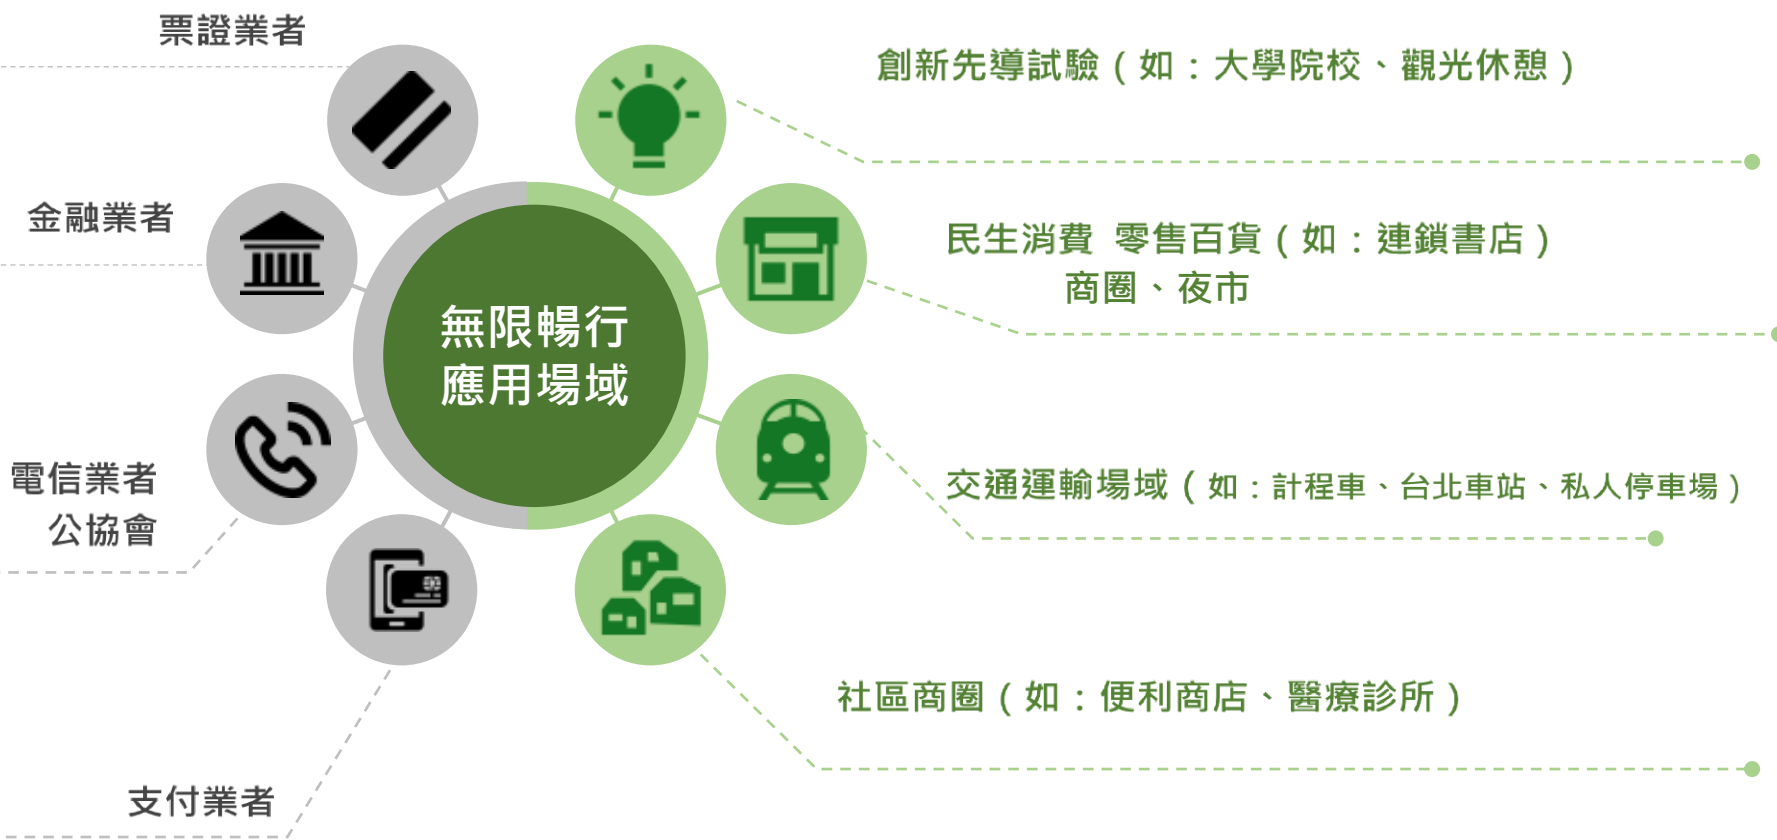 票證業者
金融業者
電信業者
公協會
支付業者
無限暢行
應用場域
創新先導試驗（如：大學院校、觀光休憩）
民生消費 零售百貨（如：連鎖書店）
商圈、夜市
交通運輸場域（如：計程車、台北車站、私人停車場）
社區商圈（如：便利商店、醫療診所）